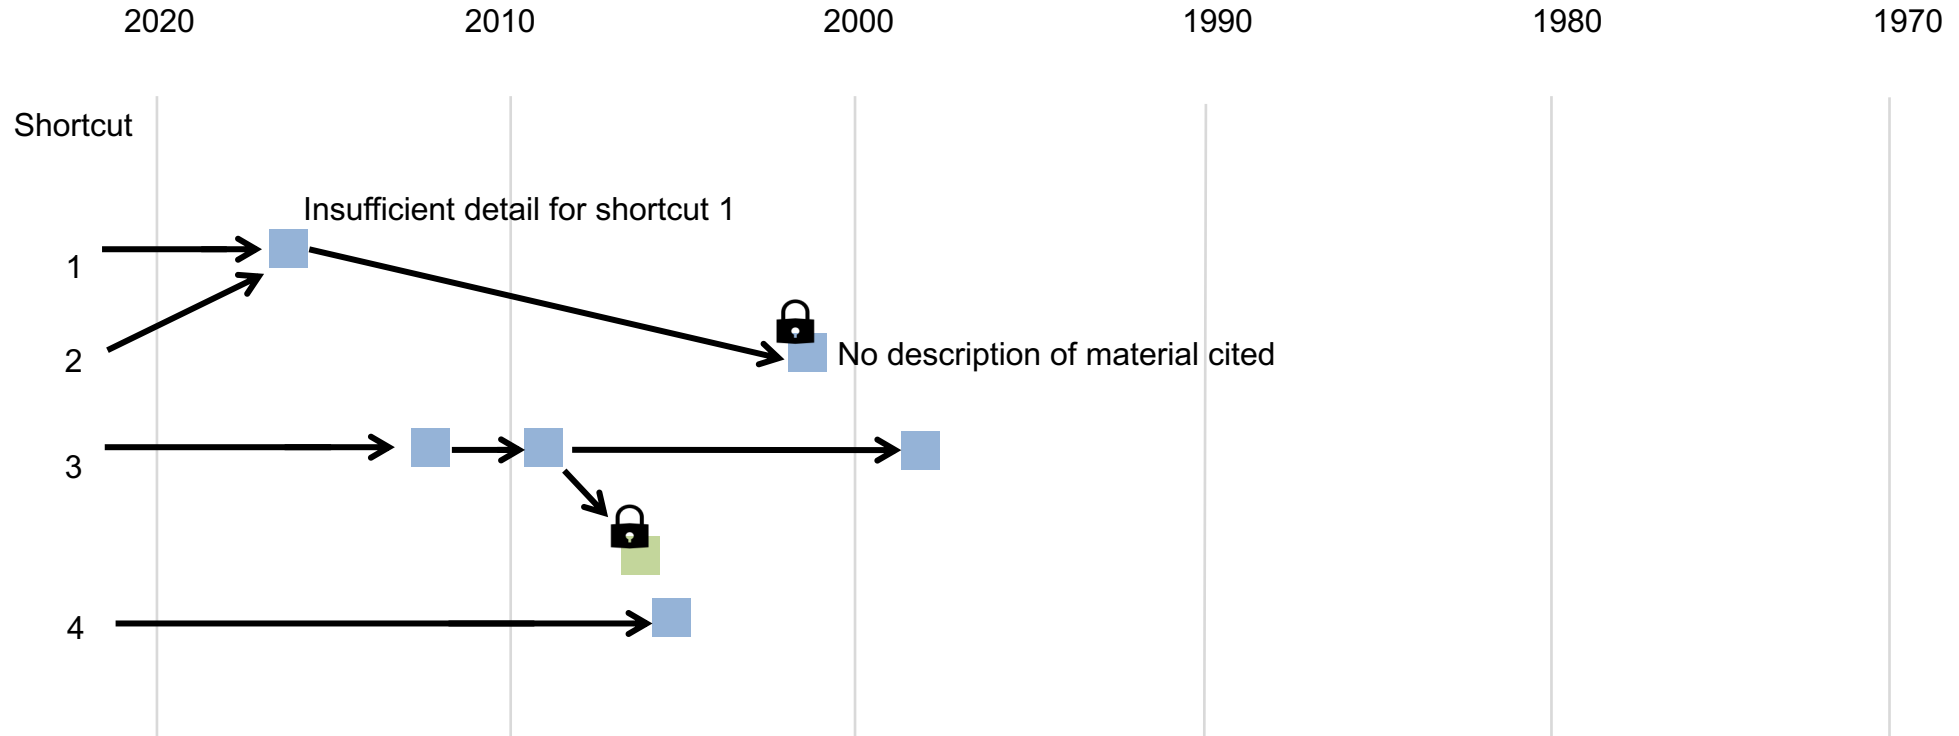 2020 2010 2000 1990 1980 1970
Shortcut
Insufficient detail for shortcut 1
1
2
No description of material cited
3
4